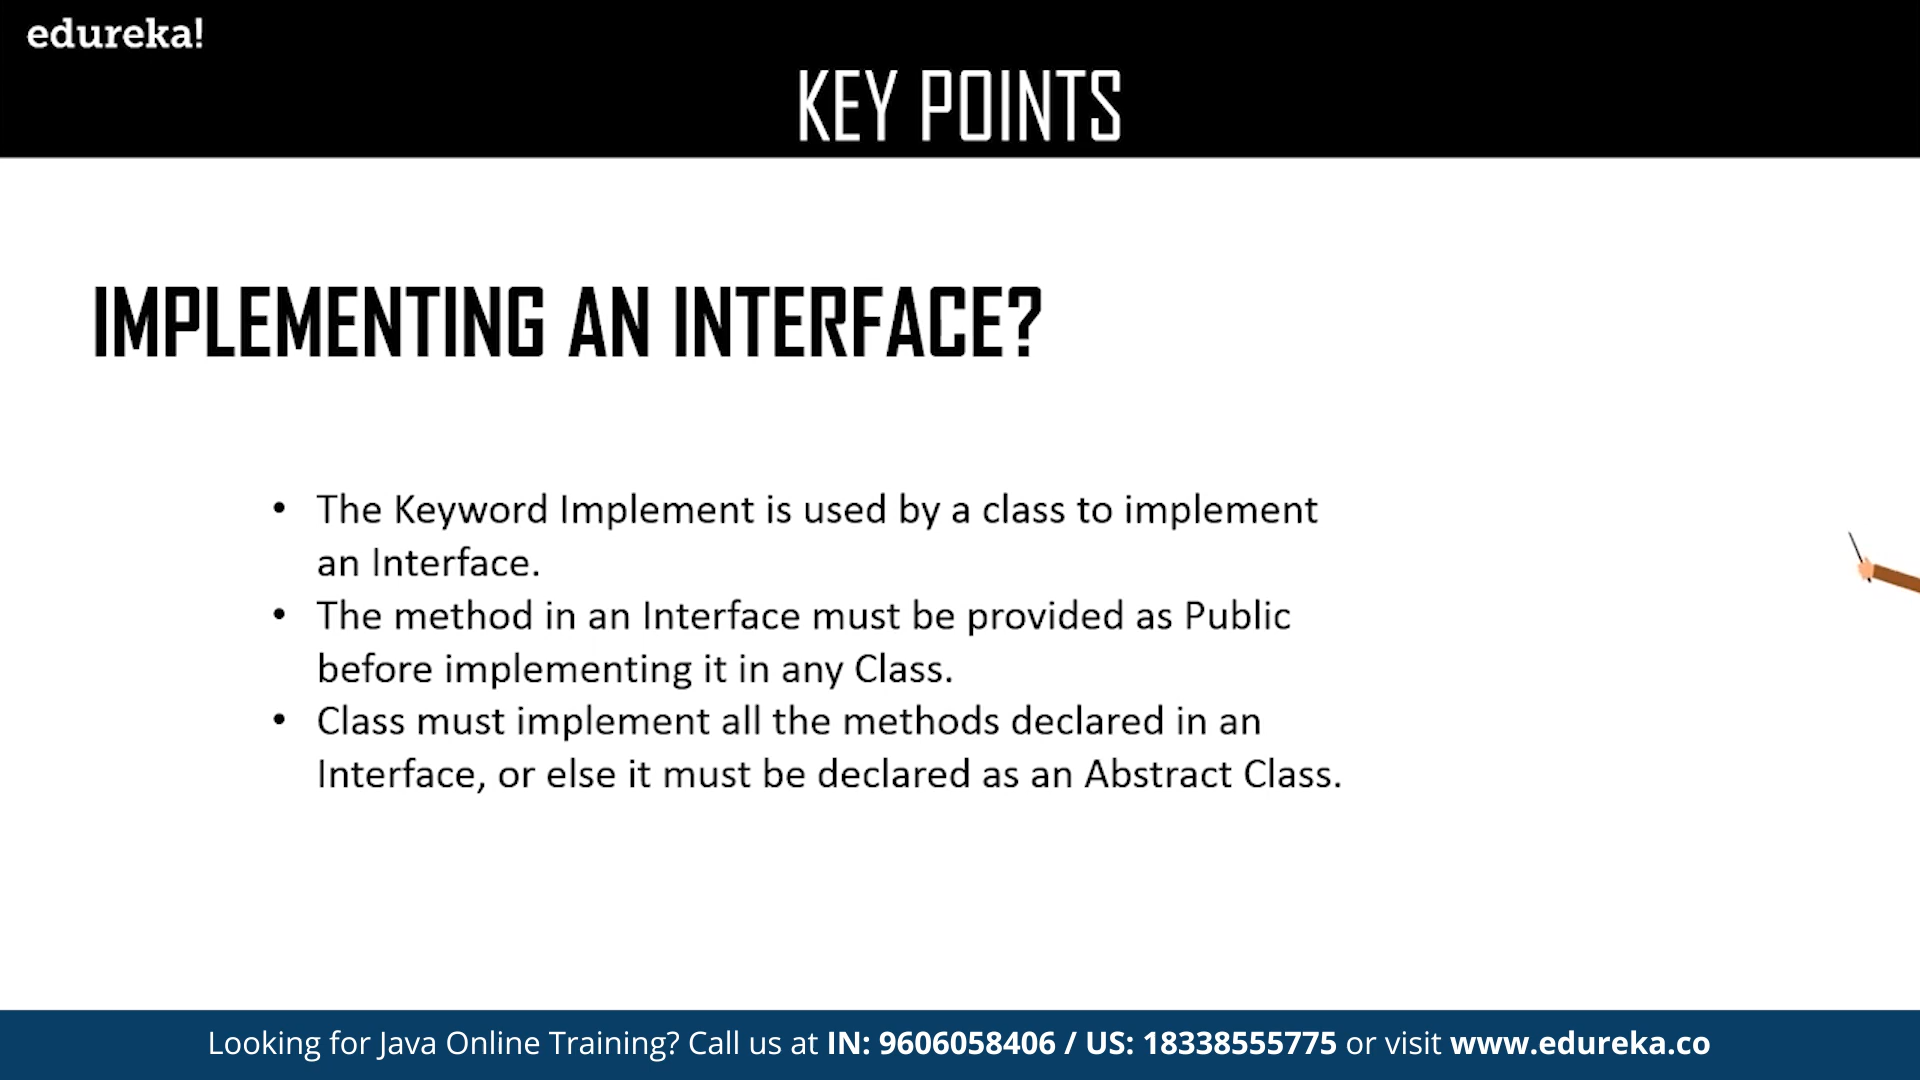 edureka!
KEY POINTS
IMPLEMENTING AN INTERFACE?
• The Keyword Implement is used by a class to implement
an Interface.
• The method in an Interface must be provided as Public
before implementing it in any Class.
• Class must implement all the methods declared in an
Interface, or else it must be declared as an Abstract Class.
Looking for Java Online Training? Call us at IN: 9606058406 / US: 18338555775 or visit www.edureka.co